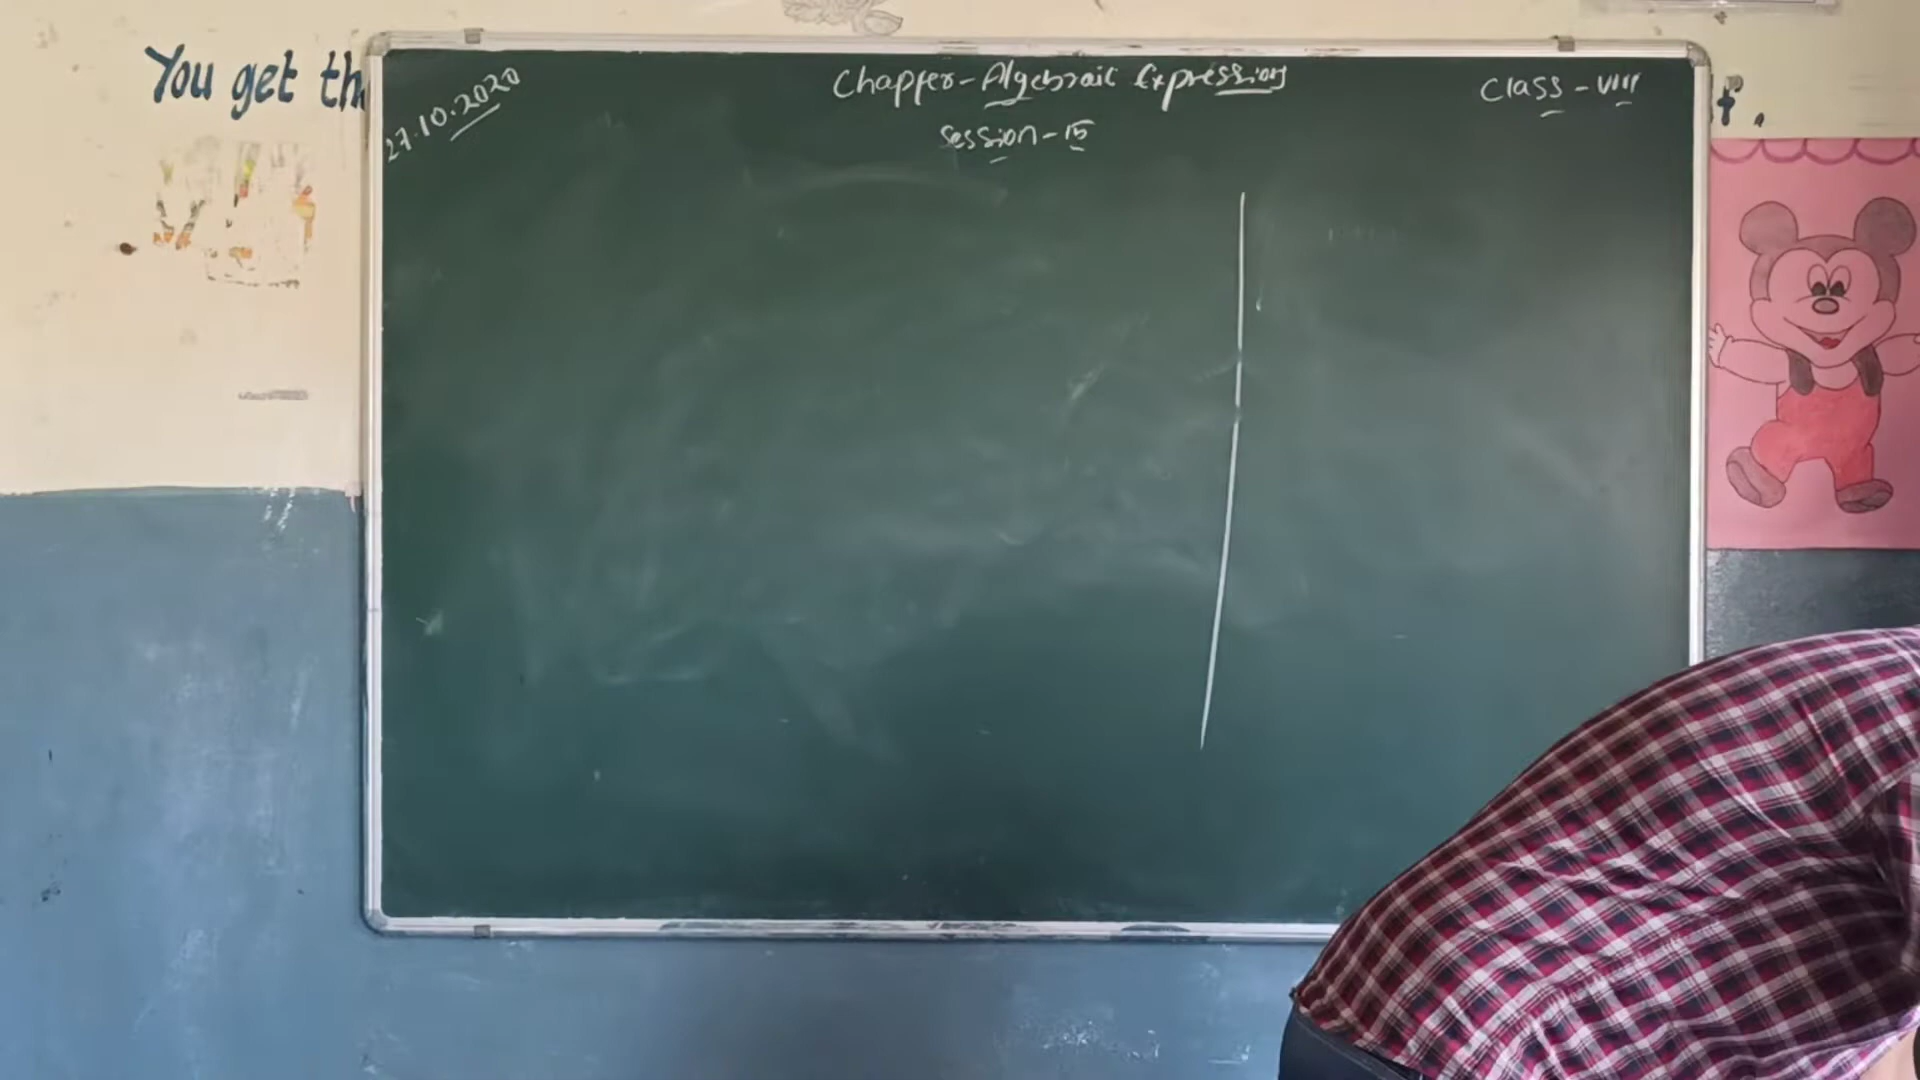 You get th
t.
27.10.2020
Chapter-Algebraic Expressions
Class-VIII
Session-15